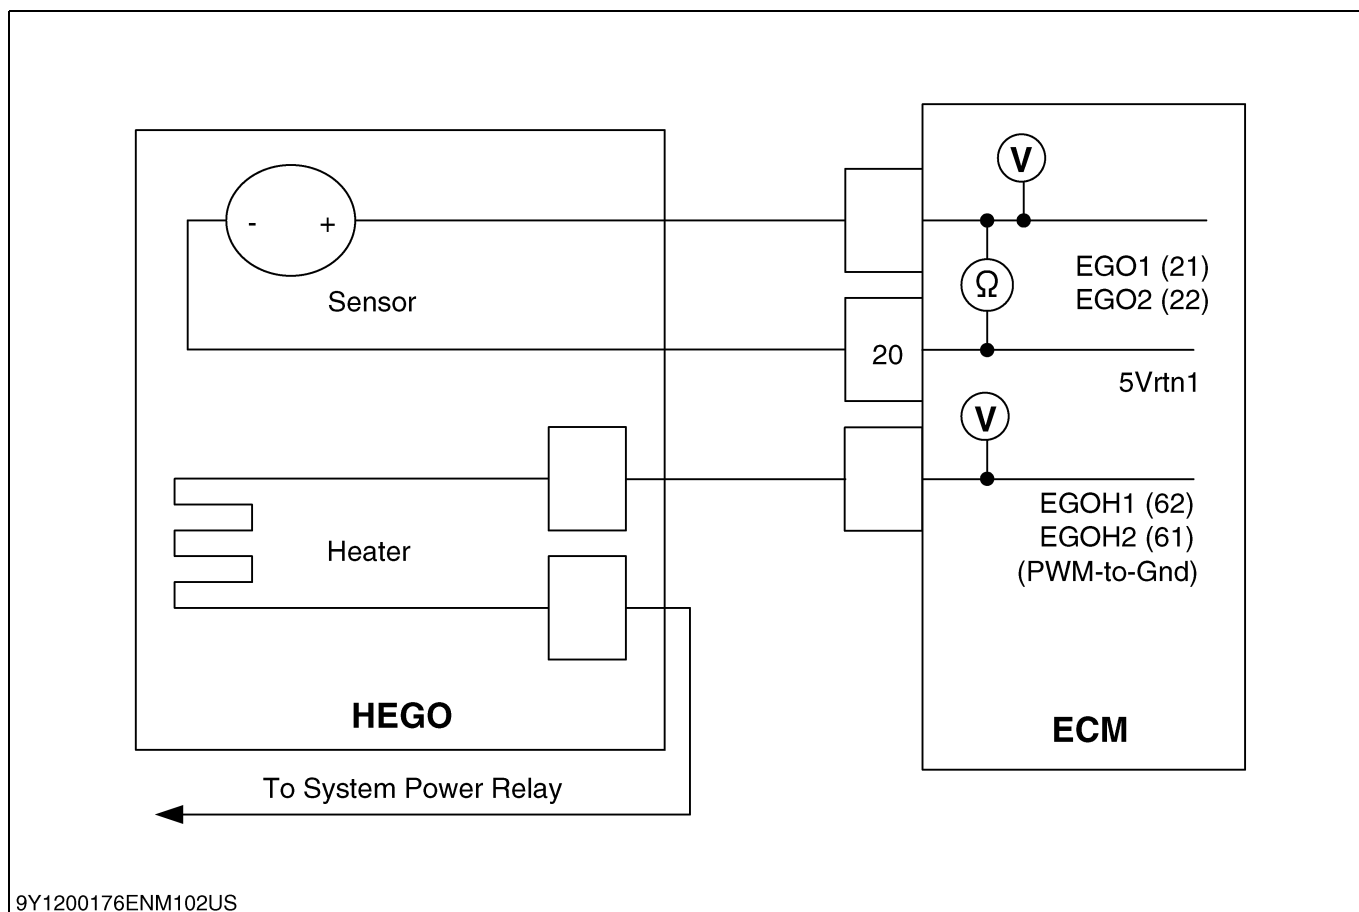 V
- +
EGO1 (21)
Ω
EGO2 (22)
Sensor
20
5Vrtn1
V
EGOH1 (62)
Heater
EGOH2 (61)
(PWM-to-Gnd)
HEGO
ECM
To System Power Relay
9Y1200176ENM102US